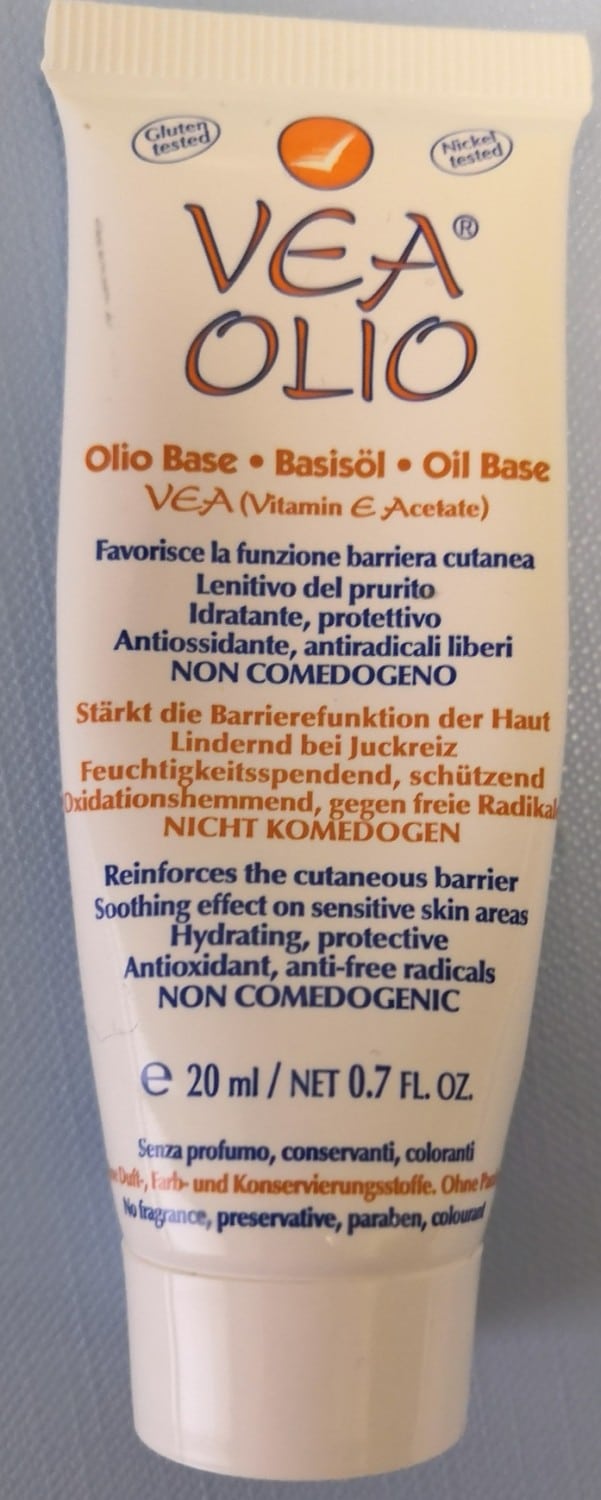 Gluten
tested
Nickel
tested
VEA®
OLIO
Olio Base • Basisöl • Oil Base
VEA (Vitamin E Acetate)
Favorisce la funzione barriera cutanea
Lenitivo del prurito
Idratante, protettivo
Antiossidante, antiradicali liberi
NON COMEDOGENO
Stärkt die Barrierefunktion der Haut
Lindernd bei Juckreiz
Feuchtigkeitsspendend, schützend
Oxidationshemmend, gegen freie Radikal
NICHT KOMEDOGEN
Reinforces the cutaneous barrier
Soothing effect on sensitive skin areas
Hydrating, protective
Antioxidant, anti-free radicals
NON COMEDOGENIC
e 20 ml / NET 0.7 FL. OZ.
Senza profumo, conservanti, coloranti
Duft-, Farb- und Konservierungsstoffe. Ohne
No fragrance, preservative, paraben, colourant